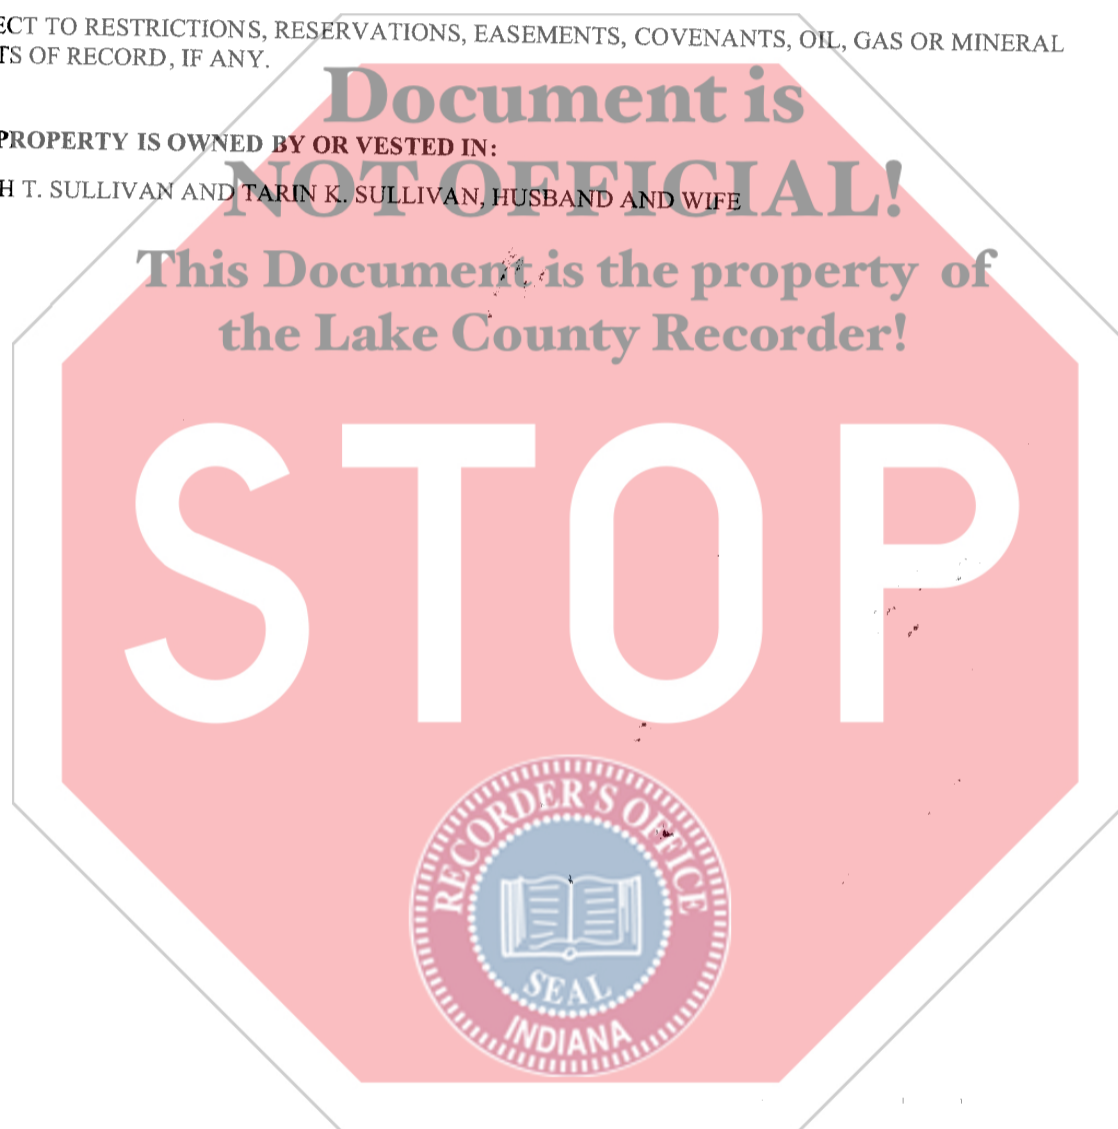 ECT TO RESTRICTIONS, RESERVATIONS, EASEMENTS, COVENANTS, OIL, GAS OR MINERAL
TS OF RECORD, IF ANY.
Document is
PROPERTY IS OWNED BY OR VESTED IN:
NOT OFFICIAL!
H T. SULLIVAN AND TARIN K. SULLIVAN, HUSBAND AND WIFE
This Document is the property of
the Lake County Recorder!
STOP
RECORDER'S OFFICE
SEAL
INDIANA